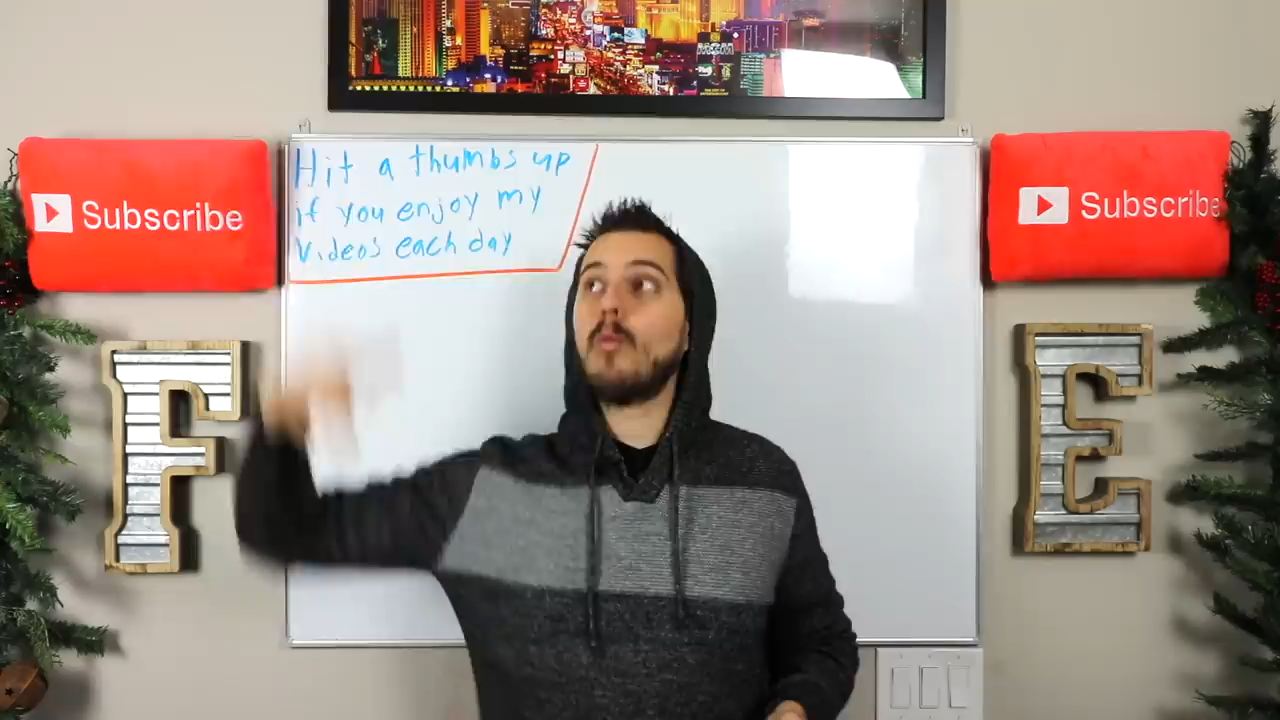 Hit a thumbs up
if you enjoy my
videos each day
Subscribe
Subscribe
F
E